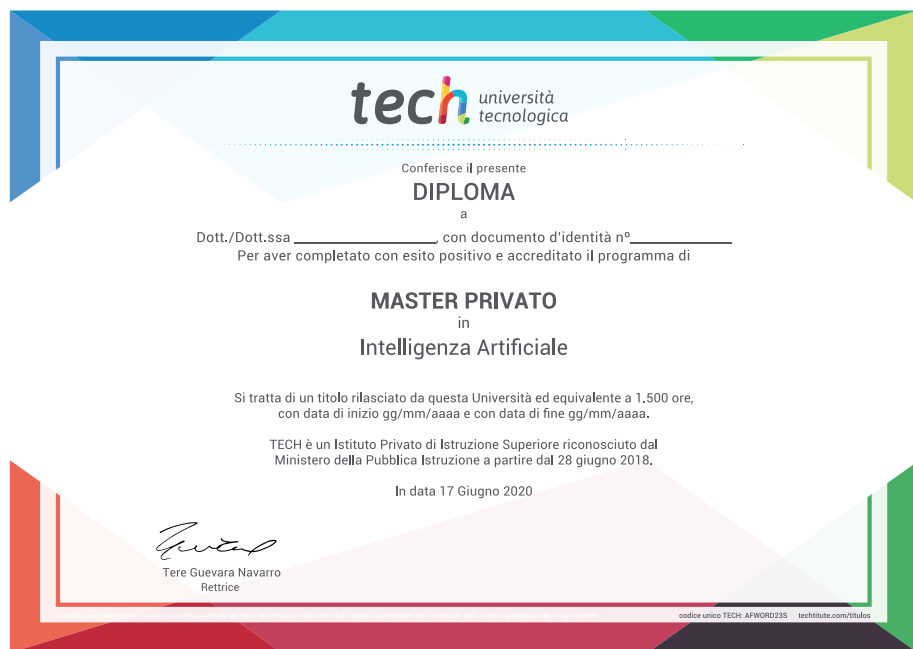 tech università
tecnologica
Conferisce il presente
DIPLOMA
a
Dott./Dott.ssa ____________, con documento d'identità nº____________
Per aver completato con esito positivo e accreditato il programma di
MASTER PRIVATO
in
Intelligenza Artificiale
Si tratta di un titolo rilasciato da questa Università ed equivalente a 1.500 ore,
con data di inizio gg/mm/aaaa e con data di fine gg/mm/aaaa.
TECH è un Istituto Privato di Istruzione Superiore riconosciuto dal
Ministero della Pubblica Istruzione a partire dal 28 giugno 2018.
In data 17 Giugno 2020
Tere Guevara Navarro
Rettrice
codice unico TECH: AFWORD23S techtitute.com/titulos